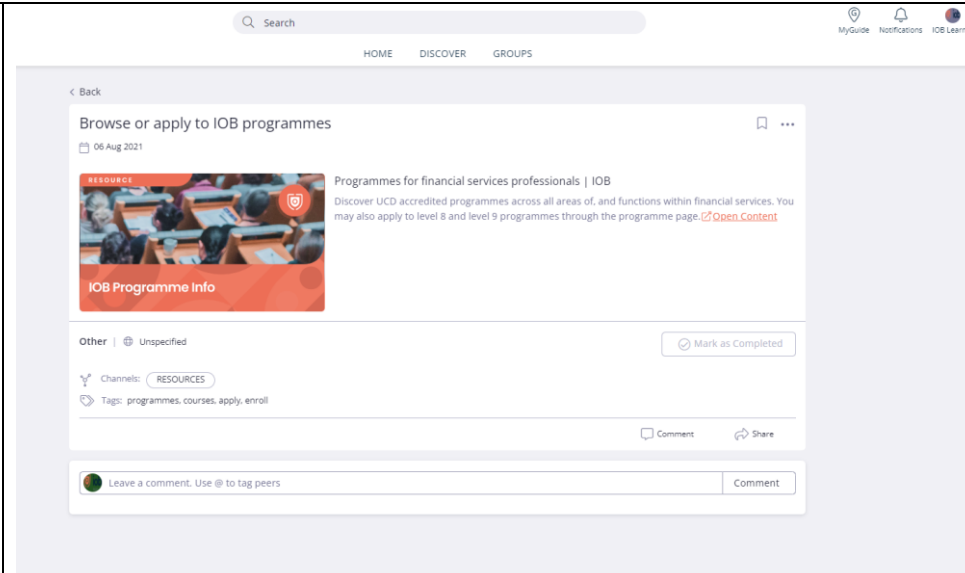 Search
MyGuide Notifications IOB Learn
HOME DISCOVER GROUPS
< Back
Browse or apply to IOB programmes
06 Aug 2021
RESOURCE
IOB Programme Info
Programmes for financial services professionals | IOB
Discover UCD accredited programmes across all areas of, and functions within financial services. You
may also apply to level 8 and level 9 programmes through the programme page. Open Content
Other | Unspecified
Mark as Completed
Channels: RESOURCES
Tags: programmes, courses, apply, enroll
Comment Share
Leave a comment. Use @ to tag peers Comment